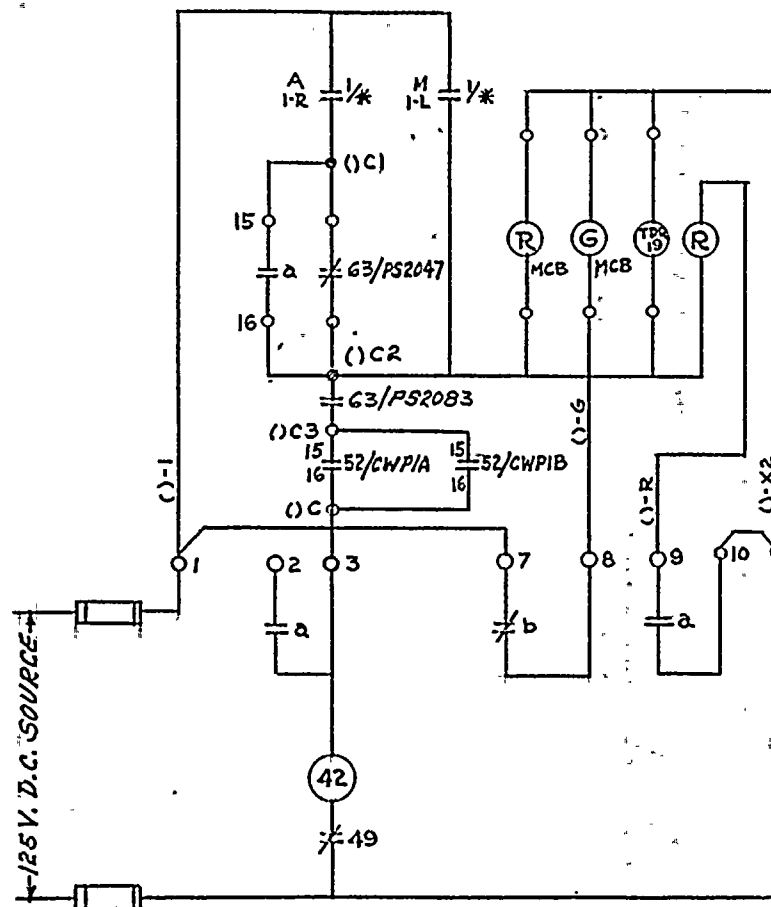 A
1-R
1/*
M
1-L
1/*
()C1
15
a
16
63/PS2047
R
MCB
G
MCB
TDR
19
R
()C2
63/PS2083
()C3
15
16
52/CWP1A
15
16
52/CWP1B
()C
()-1
()-G
()-R
()-X2
1
2
3
7
8
9
10
a
b
a
125 V. D.C. SOURCE
42
49